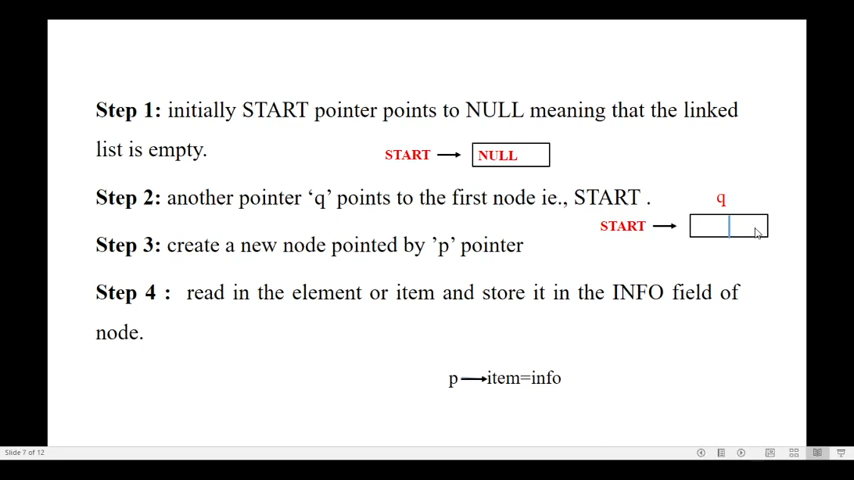 Step 1: initially START pointer points to NULL meaning that the linked
list is empty.
START NULL
Step 2: another pointer ‘q’ points to the first node ie., START .
q
START
Step 3: create a new node pointed by ’p’ pointer
Step 4 : read in the element or item and store it in the INFO field of
node.
p item=info
Slide 7 of 12